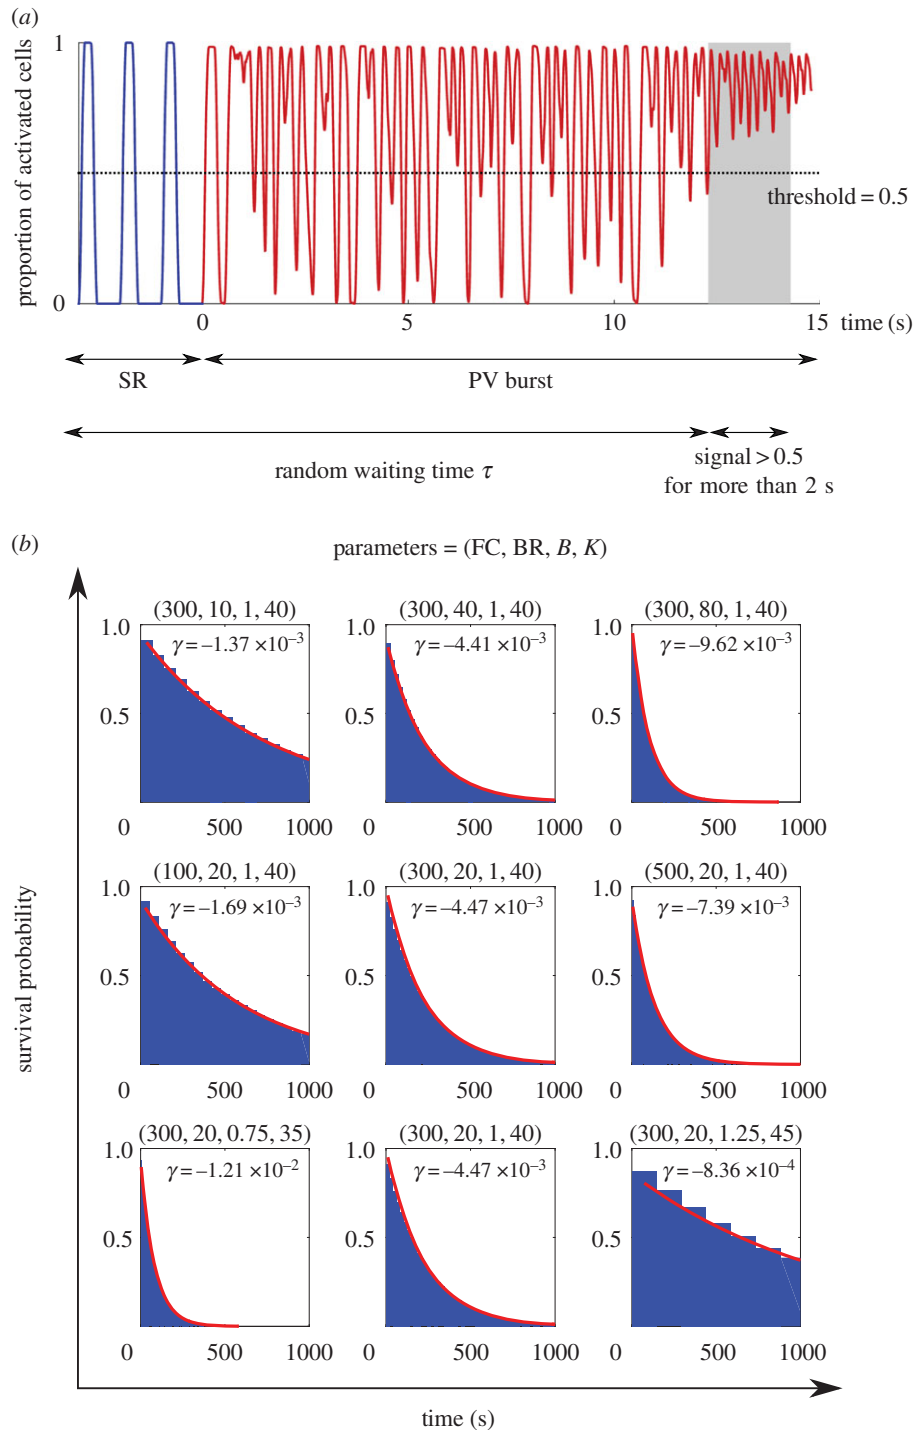 (a)
1
proportion of activated cells
threshold = 0.5
0
0 5 10 15 time (s)
SR PV burst
random waiting time τ
signal > 0.5
for more than 2 s
(b)
parameters = (FC, BR, B, K)
(300, 10, 1, 40) (300, 40, 1, 40) (300, 80, 1, 40)
1.0 γ = –1.37 ×10–3 1.0 γ = –4.41 ×10–3 1.0 γ = –9.62 ×10–3
0.5 0.5 0.5
0 500 1000 0 500 1000 0 500 1000
(100, 20, 1, 40) (300, 20, 1, 40) (500, 20, 1, 40)
1.0 γ = –1.69 ×10–3 1.0 γ = –4.47 ×10–3 1.0 γ = –7.39 ×10–3
0.5 0.5 0.5
survival probability
0 500 1000 0 500 1000 0 500 1000
(300, 20, 0.75, 35) (300, 20, 1, 40) (300, 20, 1.25, 45)
1.0 γ = –1.21 ×10–2 1.0 γ = –4.47 ×10–3 1.0 γ = –8.36 ×10–4
0.5 0.5 0.5
0 500 1000 0 500 1000 0 500 1000
time (s)